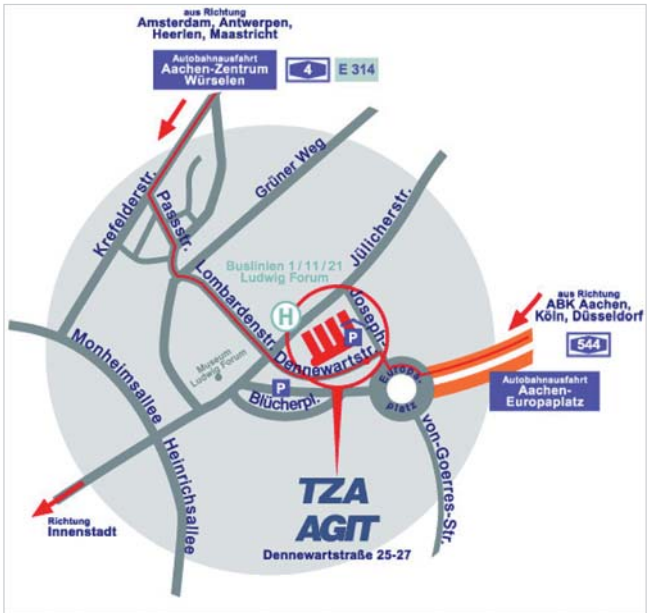 aus Richtung
Amsterdam, Antwerpen,
Heerlen, Maastricht
Autobahnausfahrt
Aachen-Zentrum
Würselen
4
E 314
Krefelderstr.
Passstr.
Grüner Weg
Jülicherstr.
Buslinien 1 / 11 / 21
Ludwig Forum
Lombardenstr.
H
Joseph-
P
Dennewartstr.
aus Richtung
ABK Aachen,
Köln, Düsseldorf
544
Autobahnausfahrt
Aachen-
Europaplatz
Monheimsallee
Museum
Ludwig Forum
P
Blücherpl.
Europa-
platz
Heinrichsallee
von-Goerres-Str.
Richtung
Innenstadt
TZA
AGIT
Dennewartstraße 25-27